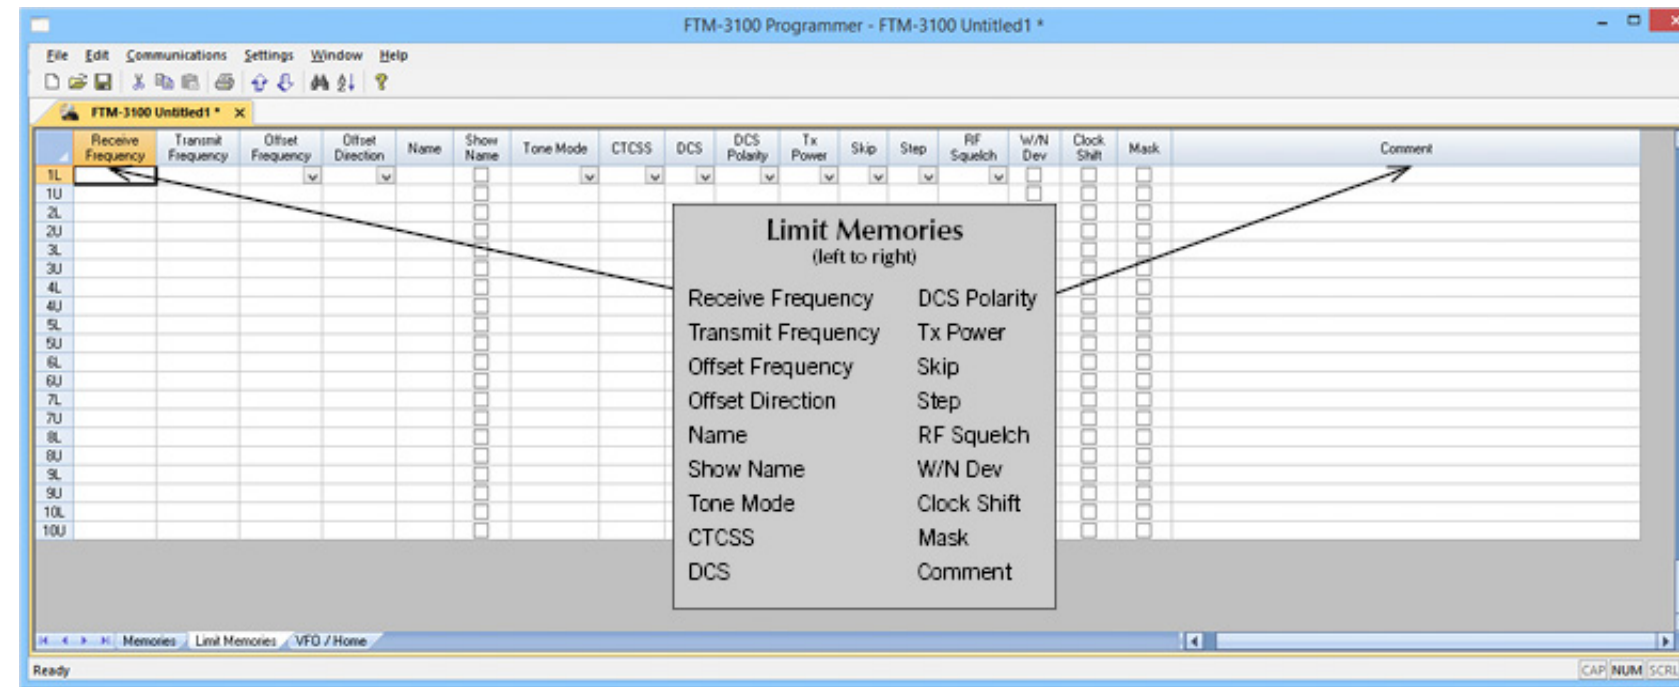 FTM-3100 Programmer - FTM-3100 Untitled1 *
File Edit Communications Settings Window Help
FTM-3100 Untitled1 *
Receive Frequency Transmit Frequency Offset Frequency Offset Direction Name Show Name Tone Mode CTCSS DCS DCS Polarity Tx Power Skip Step RF Squelch W/N Dev Clock Shift Mask Comment
1L
1U
2L
2U
3L
3U
4L
4U
5L
5U
6L
6U
7L
7U
8L
8U
9L
9U
10L
10U
Limit Memories
(left to right)
Receive Frequency
Transmit Frequency
Offset Frequency
Offset Direction
Name
Show Name
Tone Mode
CTCSS
DCS
DCS Polarity
Tx Power
Skip
Step
RF Squelch
W/N Dev
Clock Shift
Mask
Comment
Memories Limit Memories VFO / Home
Ready
CAP NUM SCRL